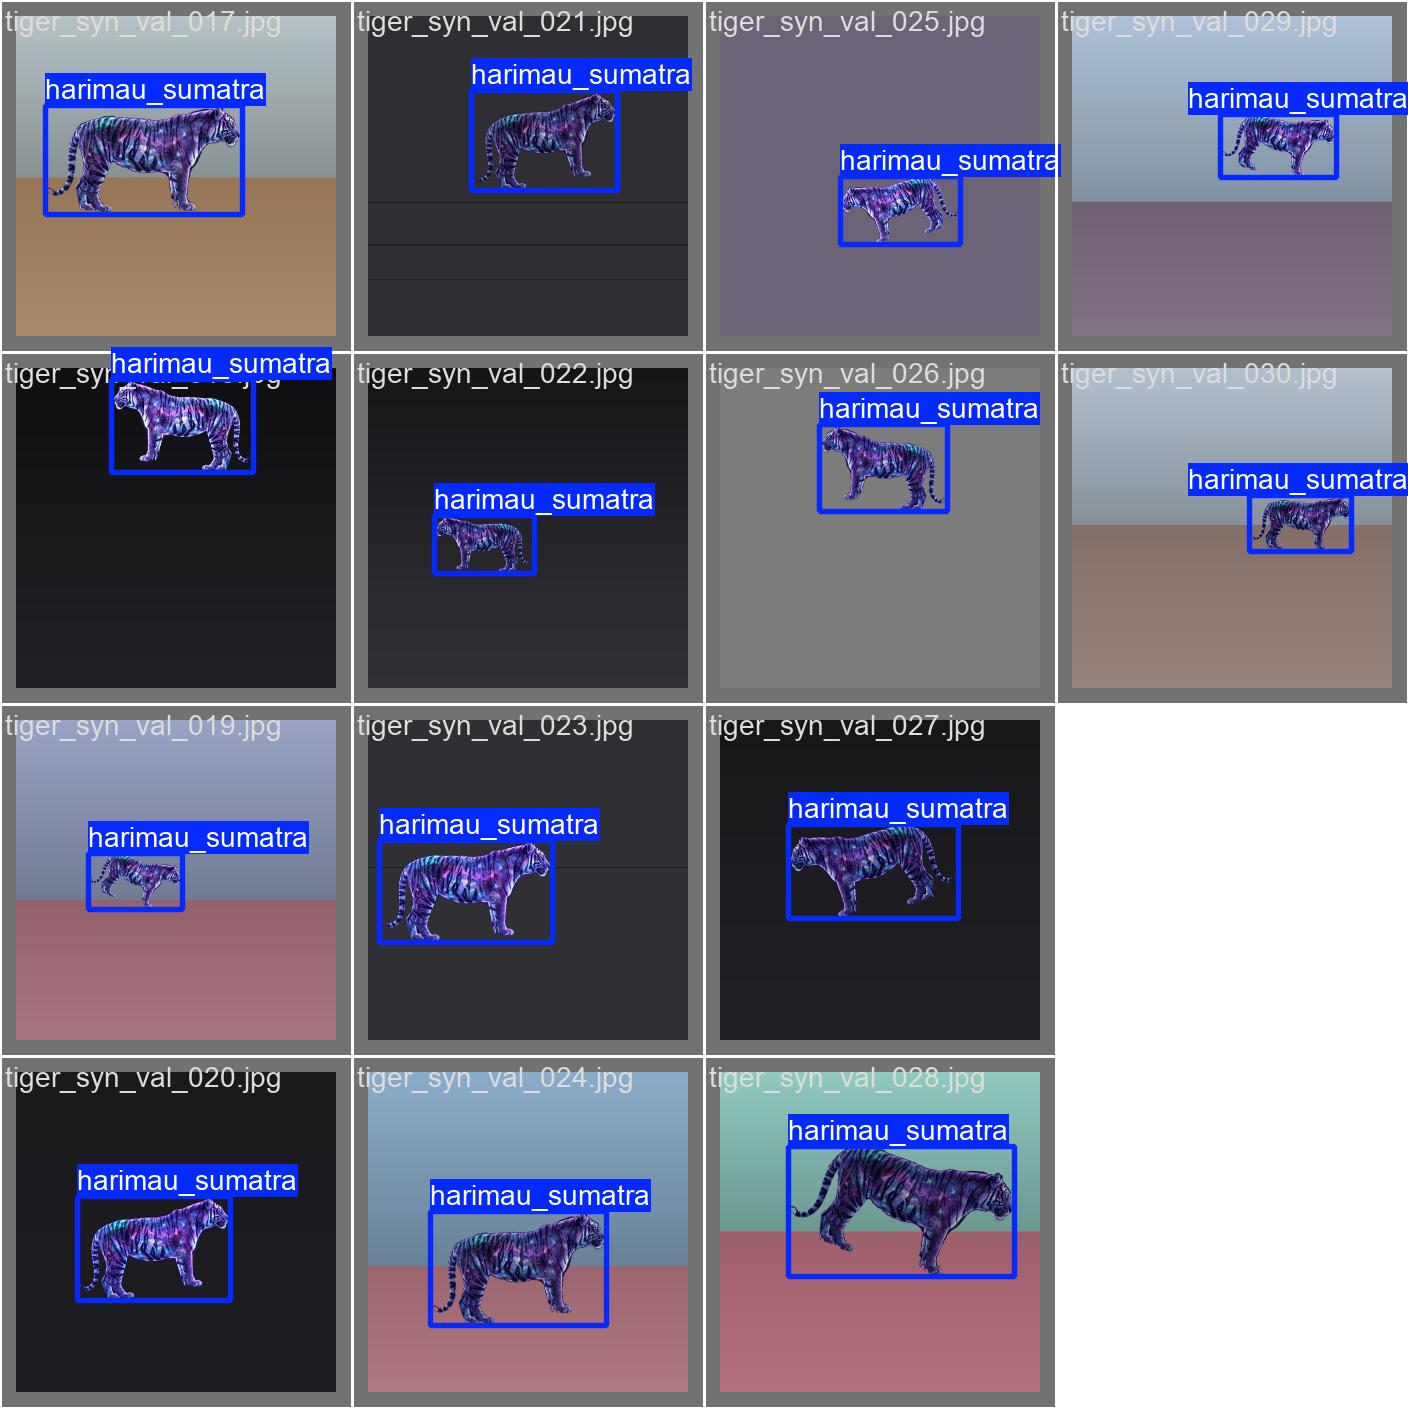 tiger_syn_val_017.jpg
harimau_sumatra
tiger_syn_val_021.jpg
harimau_sumatra
tiger_syn_val_025.jpg
harimau_sumatra
tiger_syn_val_029.jpg
harimau_sumatra
harimau_sumatra
tiger_syn_val_022.jpg
harimau_sumatra
tiger_syn_val_026.jpg
harimau_sumatra
tiger_syn_val_030.jpg
harimau_sumatra
tiger_syn_val_019.jpg
harimau_sumatra
tiger_syn_val_023.jpg
harimau_sumatra
tiger_syn_val_027.jpg
harimau_sumatra
tiger_syn_val_020.jpg
harimau_sumatra
tiger_syn_val_024.jpg
harimau_sumatra
tiger_syn_val_028.jpg
harimau_sumatra